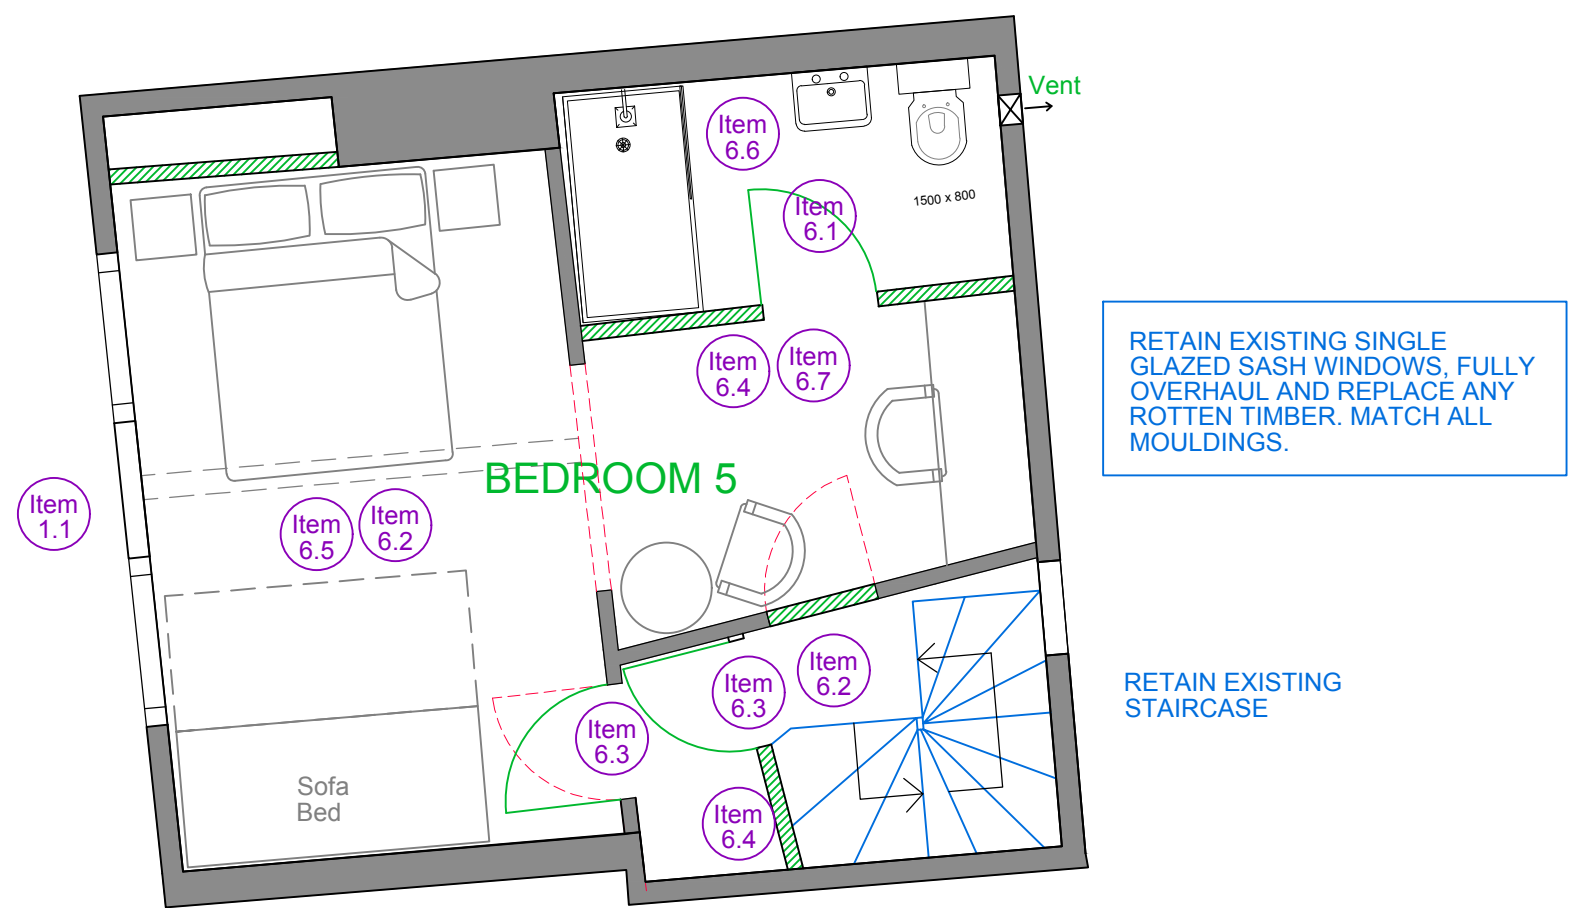 Vent
Item
6.6
Item
6.1
1500 x 800
Item
6.4
Item
6.7
RETAIN EXISTING SINGLE
GLAZED SASH WINDOWS, FULLY
OVERHAUL AND REPLACE ANY
ROTTEN TIMBER. MATCH ALL
MOULDINGS.
BEDROOM 5
Item
1.1
Item
6.5
Item
6.2
Item
6.2
Item
6.3
Item
6.3
RETAIN EXISTING
STAIRCASE
Sofa
Bed
Item
6.4